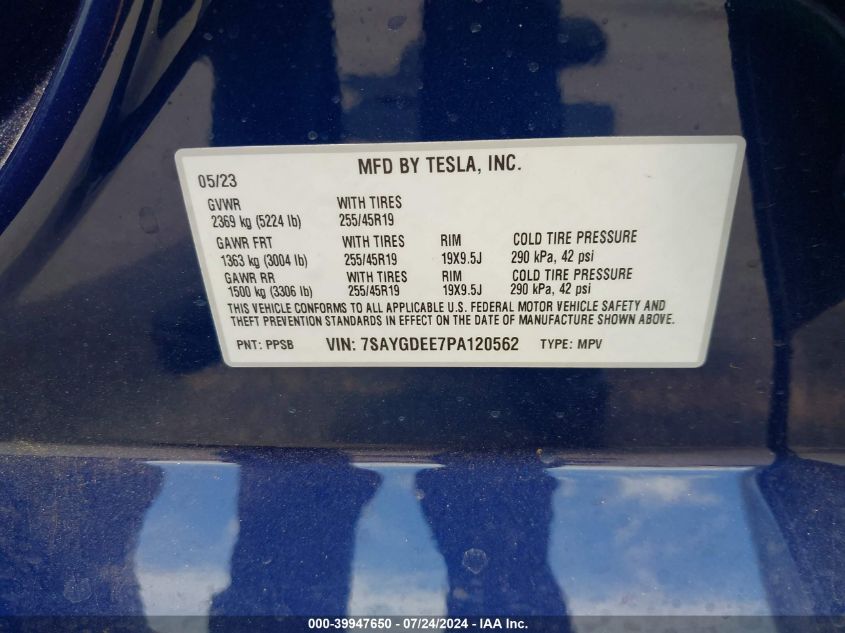 MFD BY TESLA, INC.
05/23
GVWR WITH TIRES
2369 kg (5224 lb) 255/45R19
GAWR FRT WITH TIRES RIM COLD TIRE PRESSURE
1363 kg (3004 lb) 255/45R19 19X9.5J 290 kPa, 42 psi
GAWR RR WITH TIRES RIM COLD TIRE PRESSURE
1500 kg (3306 lb) 255/45R19 19X9.5J 290 kPa, 42 psi
THIS VEHICLE CONFORMS TO ALL APPLICABLE U.S. FEDERAL MOTOR VEHICLE SAFETY AND
THEFT PREVENTION STANDARDS IN EFFECT ON THE DATE OF MANUFACTURE SHOWN ABOVE.
PNT: PPSB VIN: 7SAYGDEE7PA120562 TYPE: MPV
000-39947650 - 07/24/2024 - IAA Inc.